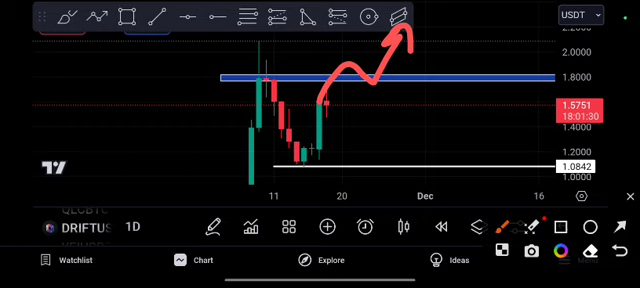 USDT
2.0000
1.8000
1.5751
18:01:30
1.4000
1.2000
1.0842
1.0000
11
20
Dec
16
DRIFTUS
1D
Watchlist
Chart
Explore
Ideas